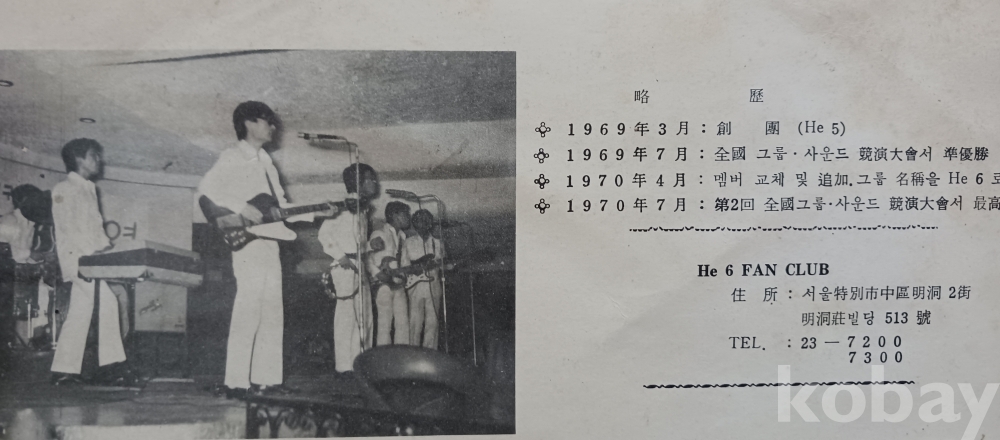 略 歷
1969年 3月 : 創 團 (He 5)
1969年 7月 : 全國 그룹·사운드 競演大會서 準優勝
1970年 4月 : 멤버 교체 및 追加. 그룹 名稱을 He 6 로
1970年 7月 : 第2回 全國그룹·사운드 競演大會서 最高
He 6 FAN CLUB
住 所 : 서울特別市中區明洞 2街
明洞莊빌딩 513 號
TEL. : 23 — 7200
7300
kobay